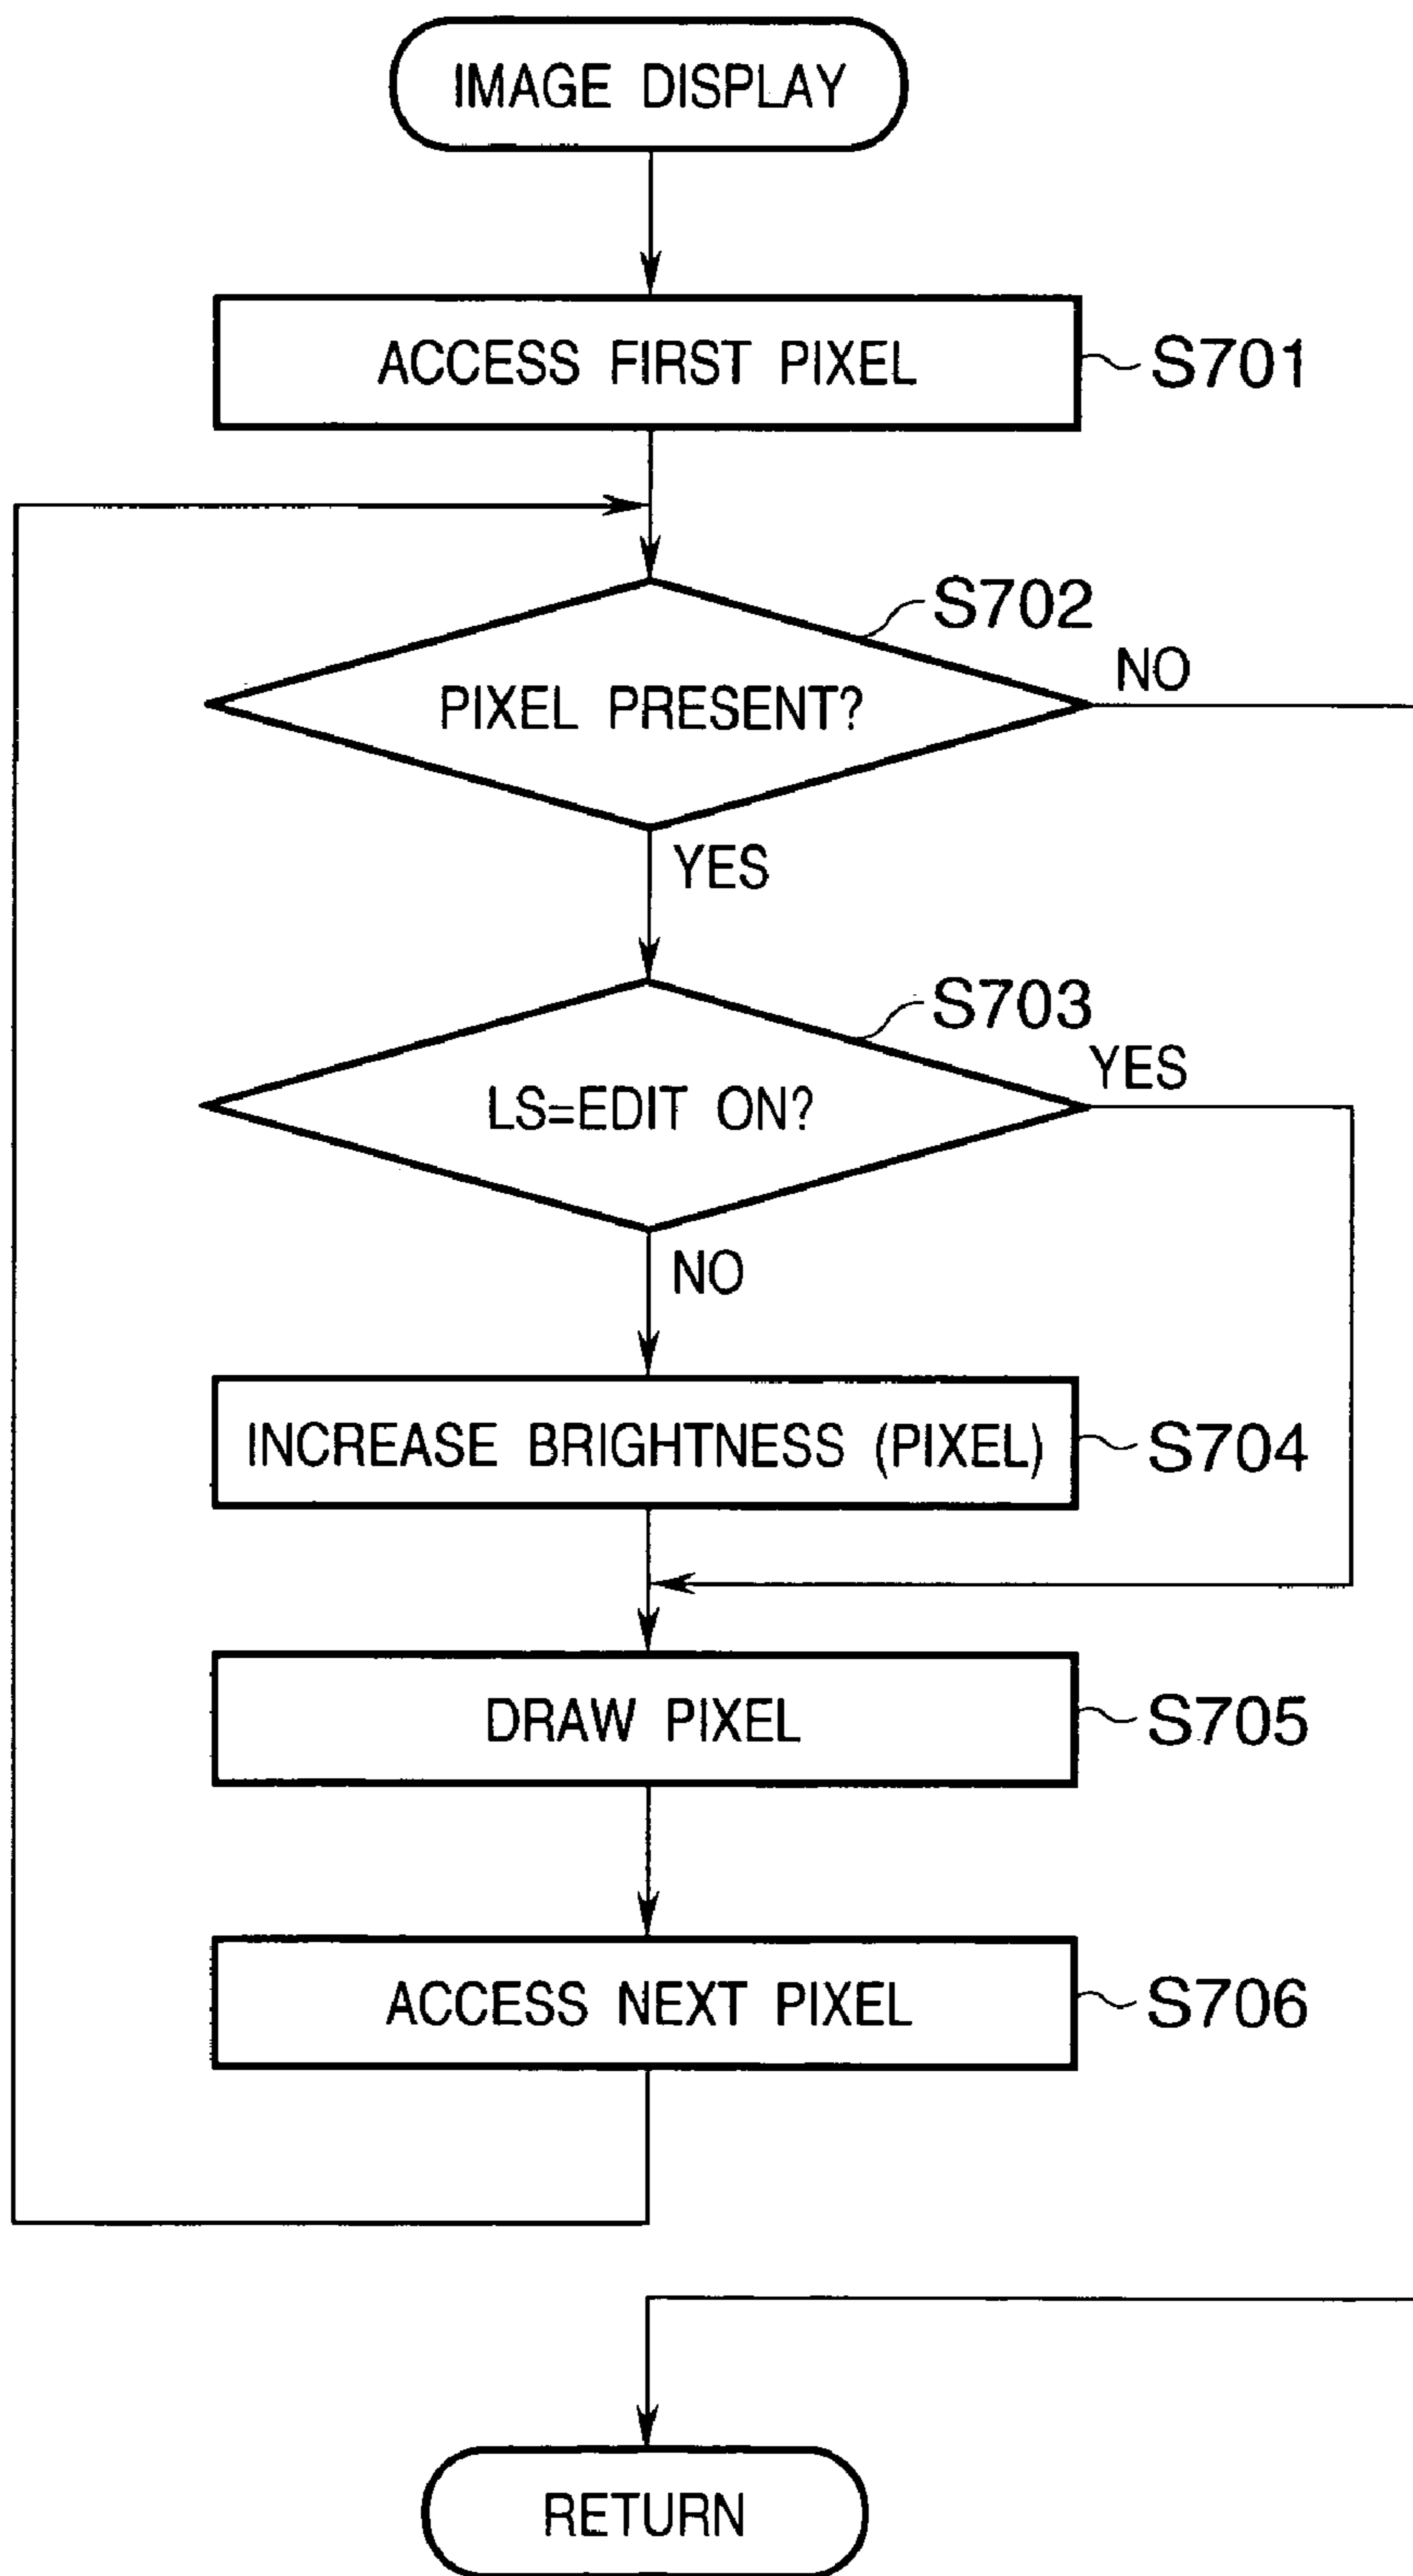 IMAGE DISPLAY
ACCESS FIRST PIXEL
S701
S702
PIXEL PRESENT?
NO
YES
S703
LS=EDIT ON?
YES
NO
INCREASE BRIGHTNESS (PIXEL)
S704
DRAW PIXEL
S705
ACCESS NEXT PIXEL
S706
RETURN